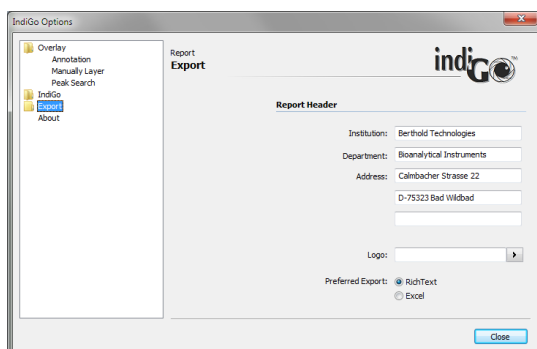 IndiGo Options
Overlay
Annotation
Manually Layer
Peak Search
IndiGo
Export
About
Report
Export
indiGo™
Report Header
Institution: Berthold Technologies
Department: Bioanalytical Instruments
Address: Calmbacher Strasse 22
D-75323 Bad Wildbad
Logo:
Preferred Export: RichText
Excel
Close